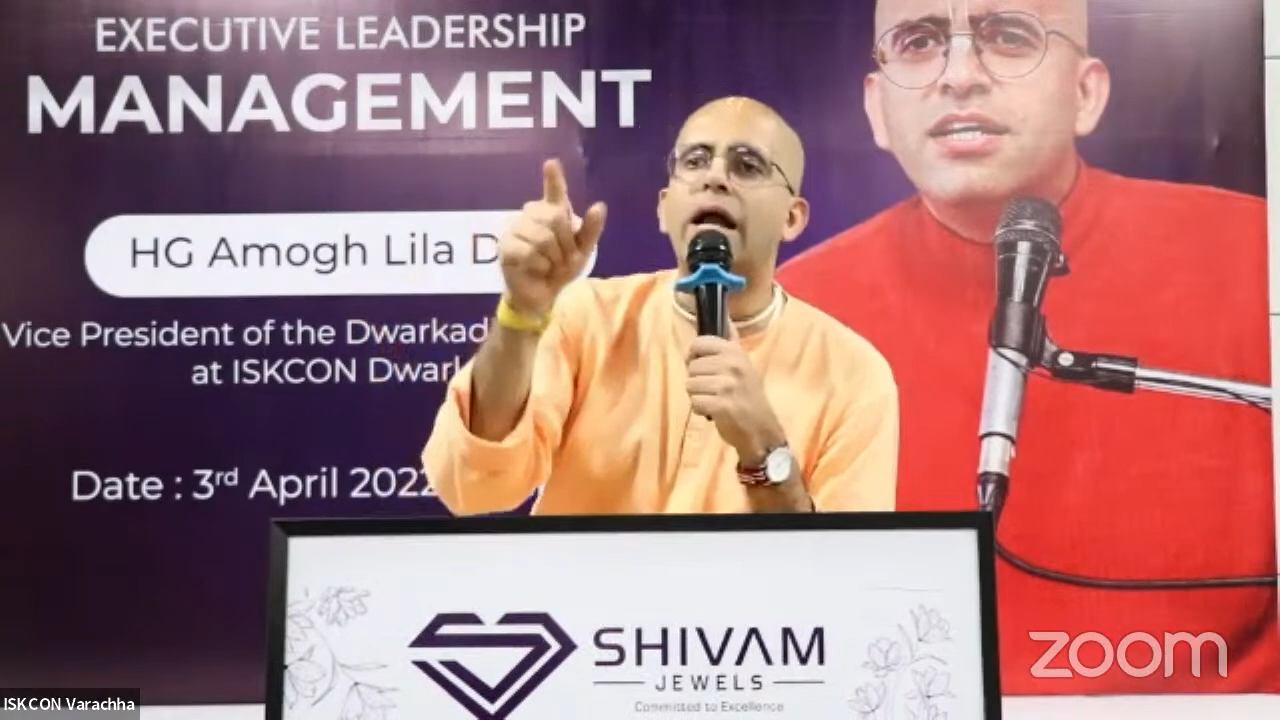 EXECUTIVE LEADERSHIP
MANAGEMENT
HG Amogh Lila D
Vice President of the Dwarkad
at ISKCON Dwark
Date : 3rd April 2022
SHIVAM
JEWELS
Committed to Excellence
zoom
ISKCON Varachha